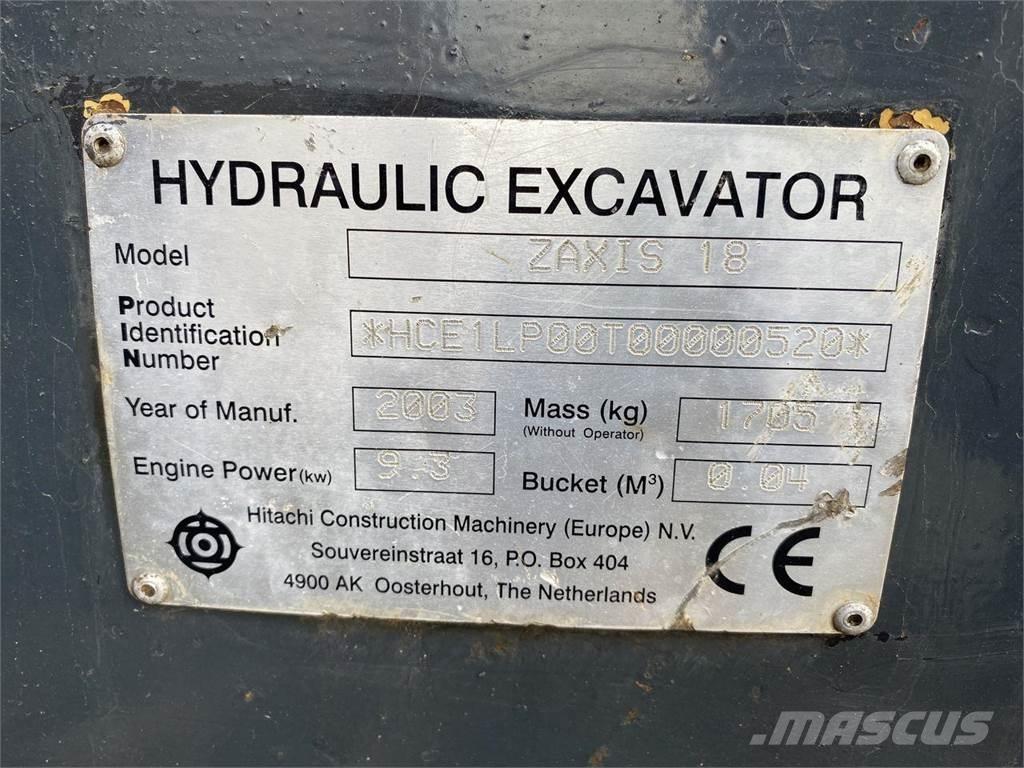 HYDRAULIC EXCAVATOR
Model ZAXIS 18
Product
Identification
Number *HCE1LP00T00000520*
Year of Manuf. 2003 Mass (kg) 1705
(Without Operator)
Engine Power (kw) 9.3 Bucket (M³) 0.04
Hitachi Construction Machinery (Europe) N.V.
Souvereinstraat 16, P.O. Box 404
4900 AK Oosterhout, The Netherlands
CE
MASCUS